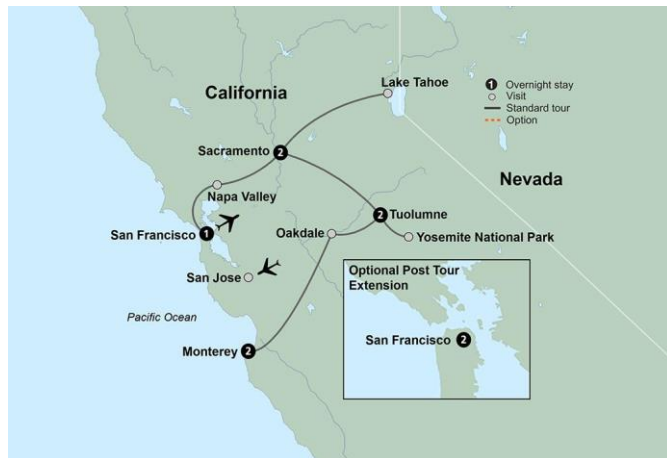 Lake Tahoe
California
1 Overnight stay
Visit
Standard tour
Option
Sacramento 2
Nevada
Napa Valley
2 Tuolumne
San Francisco 1
Oakdale
Yosemite National Park
San Jose
Optional Post Tour
Extension
Pacific Ocean
San Francisco 2
Monterey 2